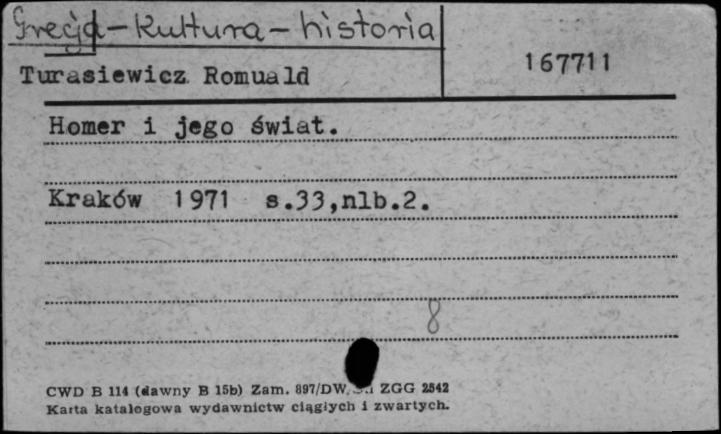 Grecja - Kultura - historia
Turasiewicz Romuald
167711
Homer i jego świat.
Kraków 1971 s.33,nlb.2.
8
CWD B 114 (dawny B 15b) Zam. 897/DW ZGG 2542
Karta katalogowa wydawnictw ciągłych i zwartych.